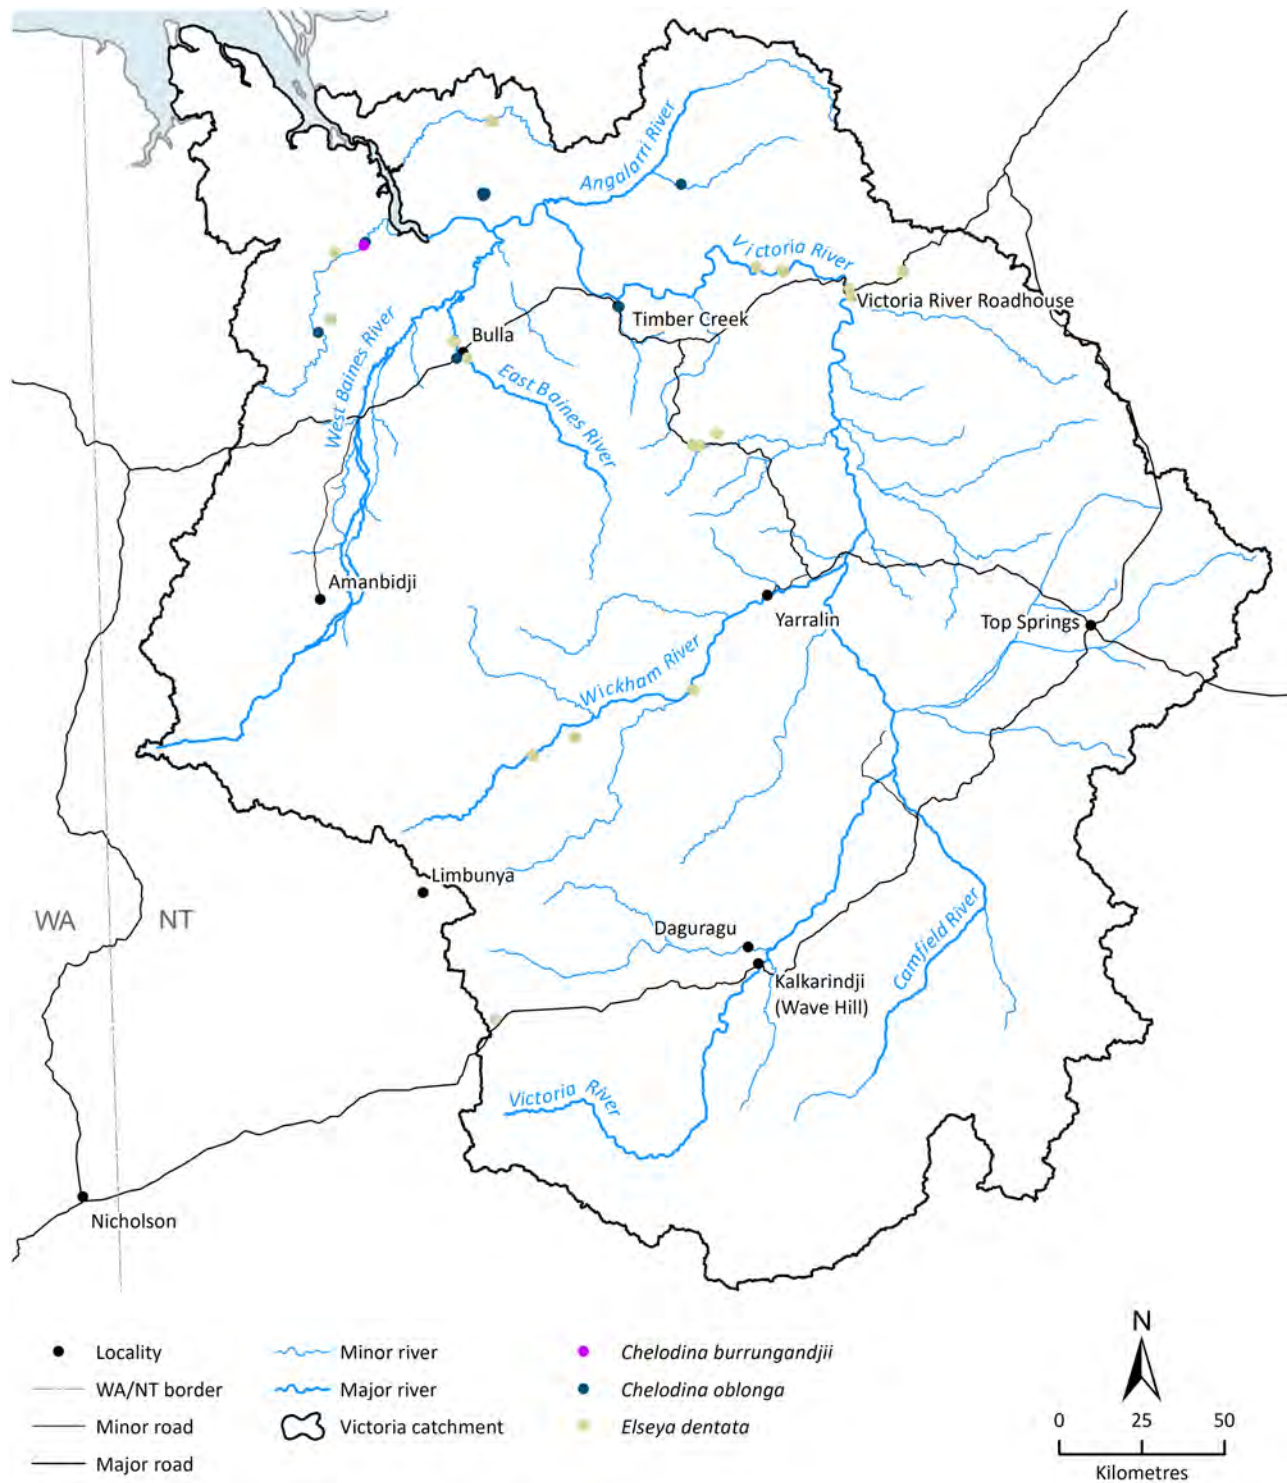 Angalarri River
Victoria River
Victoria River Roadhouse
Timber Creek
Bulla
West Baines River
East Baines River
Amanbidji
Yarralin
Top Springs
Wickham River
Limbunya
WA
NT
Daguragu
Camfield River
Kalkarindji
(Wave Hill)
Victoria River
Nicholson
N
Locality
WA/NT border
Minor road
Major road
Minor river
Major river
Victoria catchment
Chelodina burrungandjii
Chelodina oblonga
Elseya dentata
0 25 50
Kilometres